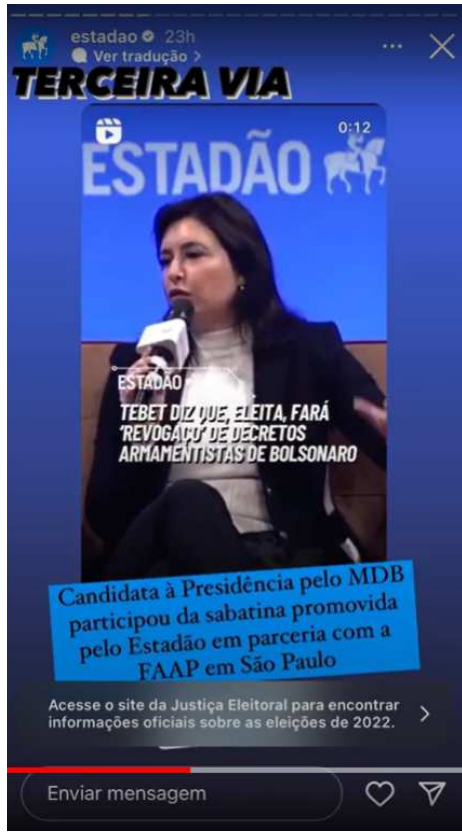 estadao 23h
Ver tradução >
TERCEIRA VIA
0:12
ESTADÃO
ESTADÃO
TEBET DIZ QUE, ELEITA, FARÁ
'REVOGAÇO' DE DECRETOS
ARMAMENTISTAS DE BOLSONARO
Candidata à Presidência pelo MDB
participou da sabatina promovida
pelo Estadão em parceria com a
FAAP em São Paulo
Acesse o site da Justiça Eleitoral para encontrar
informações oficiais sobre as eleições de 2022.
Enviar mensagem